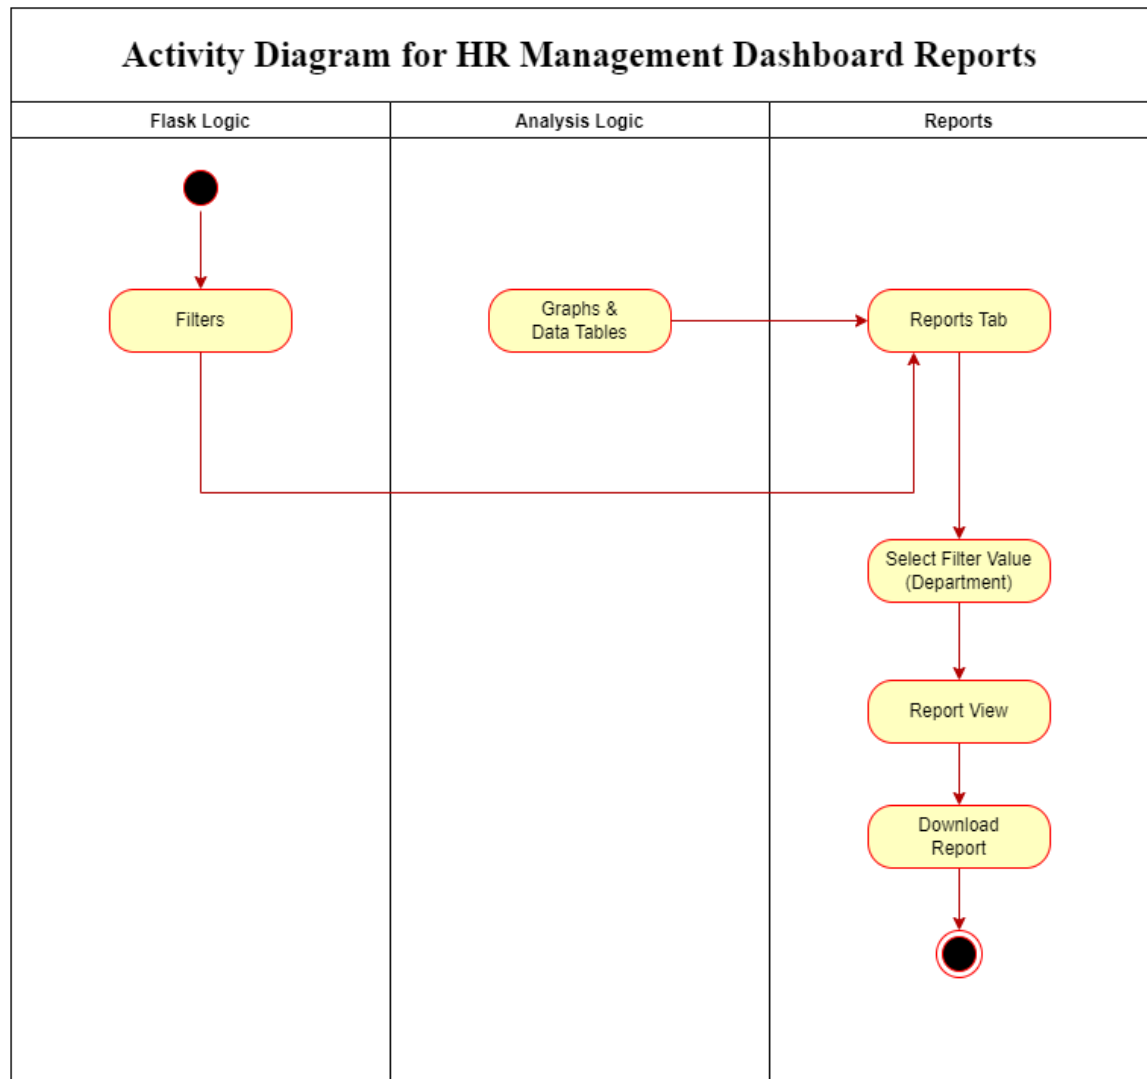 Activity Diagram for HR Management Dashboard Reports
Flask Logic
Analysis Logic
Reports
Filters
Graphs &
Data Tables
Reports Tab
Select Filter Value
(Department)
Report View
Download
Report